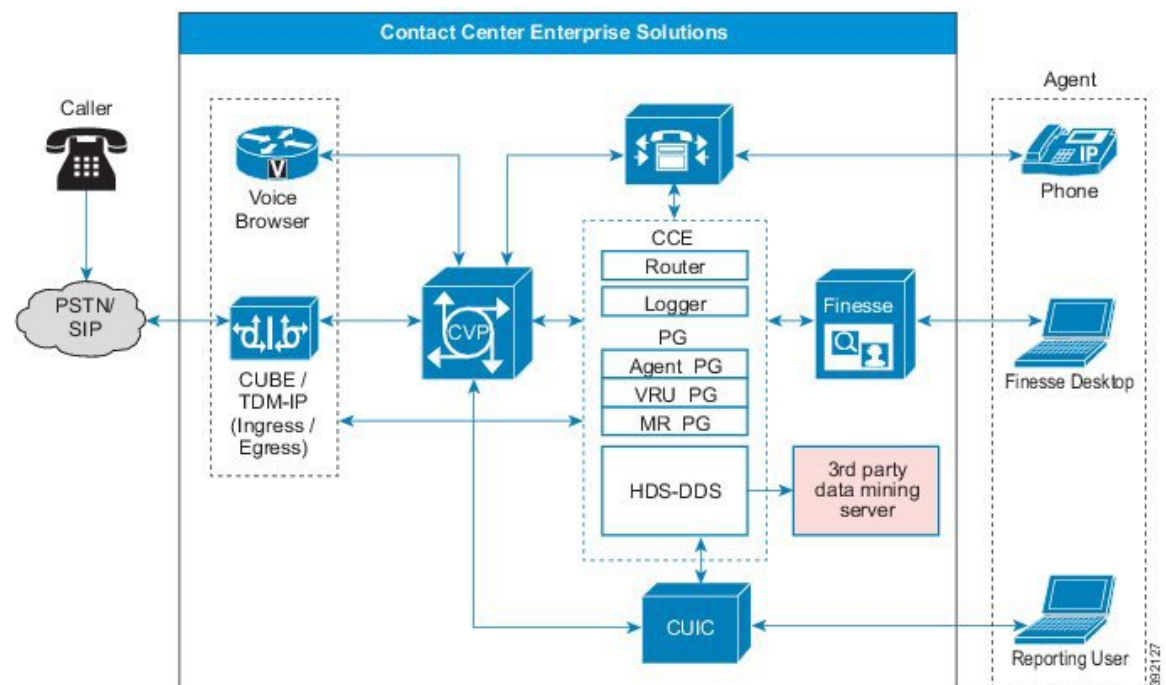 Contact Center Enterprise Solutions
Caller
PSTN/
SIP
V
Voice
Browser
CUBE /
TDM-IP
(Ingress /
Egress)
CVP
CCE
Router
Logger
PG
Agent PG
VRU PG
MR PG
HDS-DDS
3rd party
data mining
server
Finesse
CUIC
Agent
IP
Phone
Finesse Desktop
Reporting User
392127